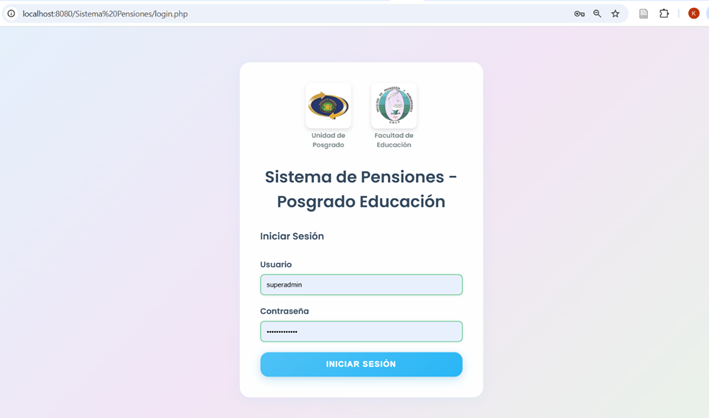 localhost:8080/Sistema%20Pensiones/login.php
K
Unidad de
Posgrado
Facultad de
Educación
Sistema de Pensiones -
Posgrado Educación
Iniciar Sesión
Usuario
superadmin
Contraseña
•••••••••••••
INICIAR SESIÓN